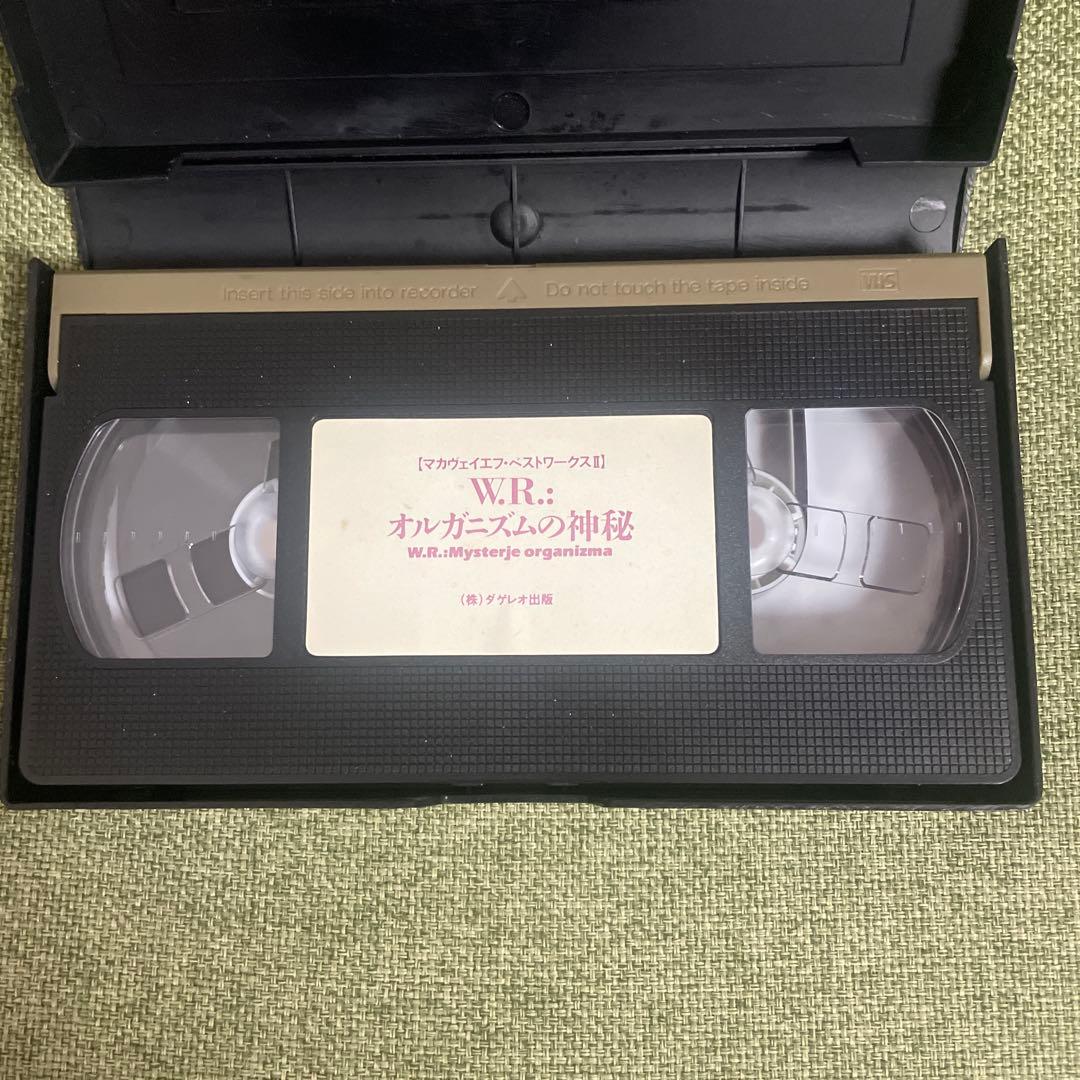 Insert this side into recorder
Do not touch the tape inside
VHS
【マカヴェイエフ・ベストワークスⅡ】
W.R.:
オルガニズムの神秘
W.R.:Mysterje organizma
(株)ダゲレオ出版